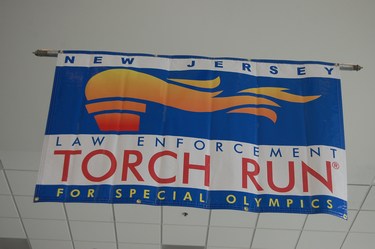 NEW JERSEY
LAW ENFORCEMENT
TORCH RUN®
FOR SPECIAL OLYMPICS